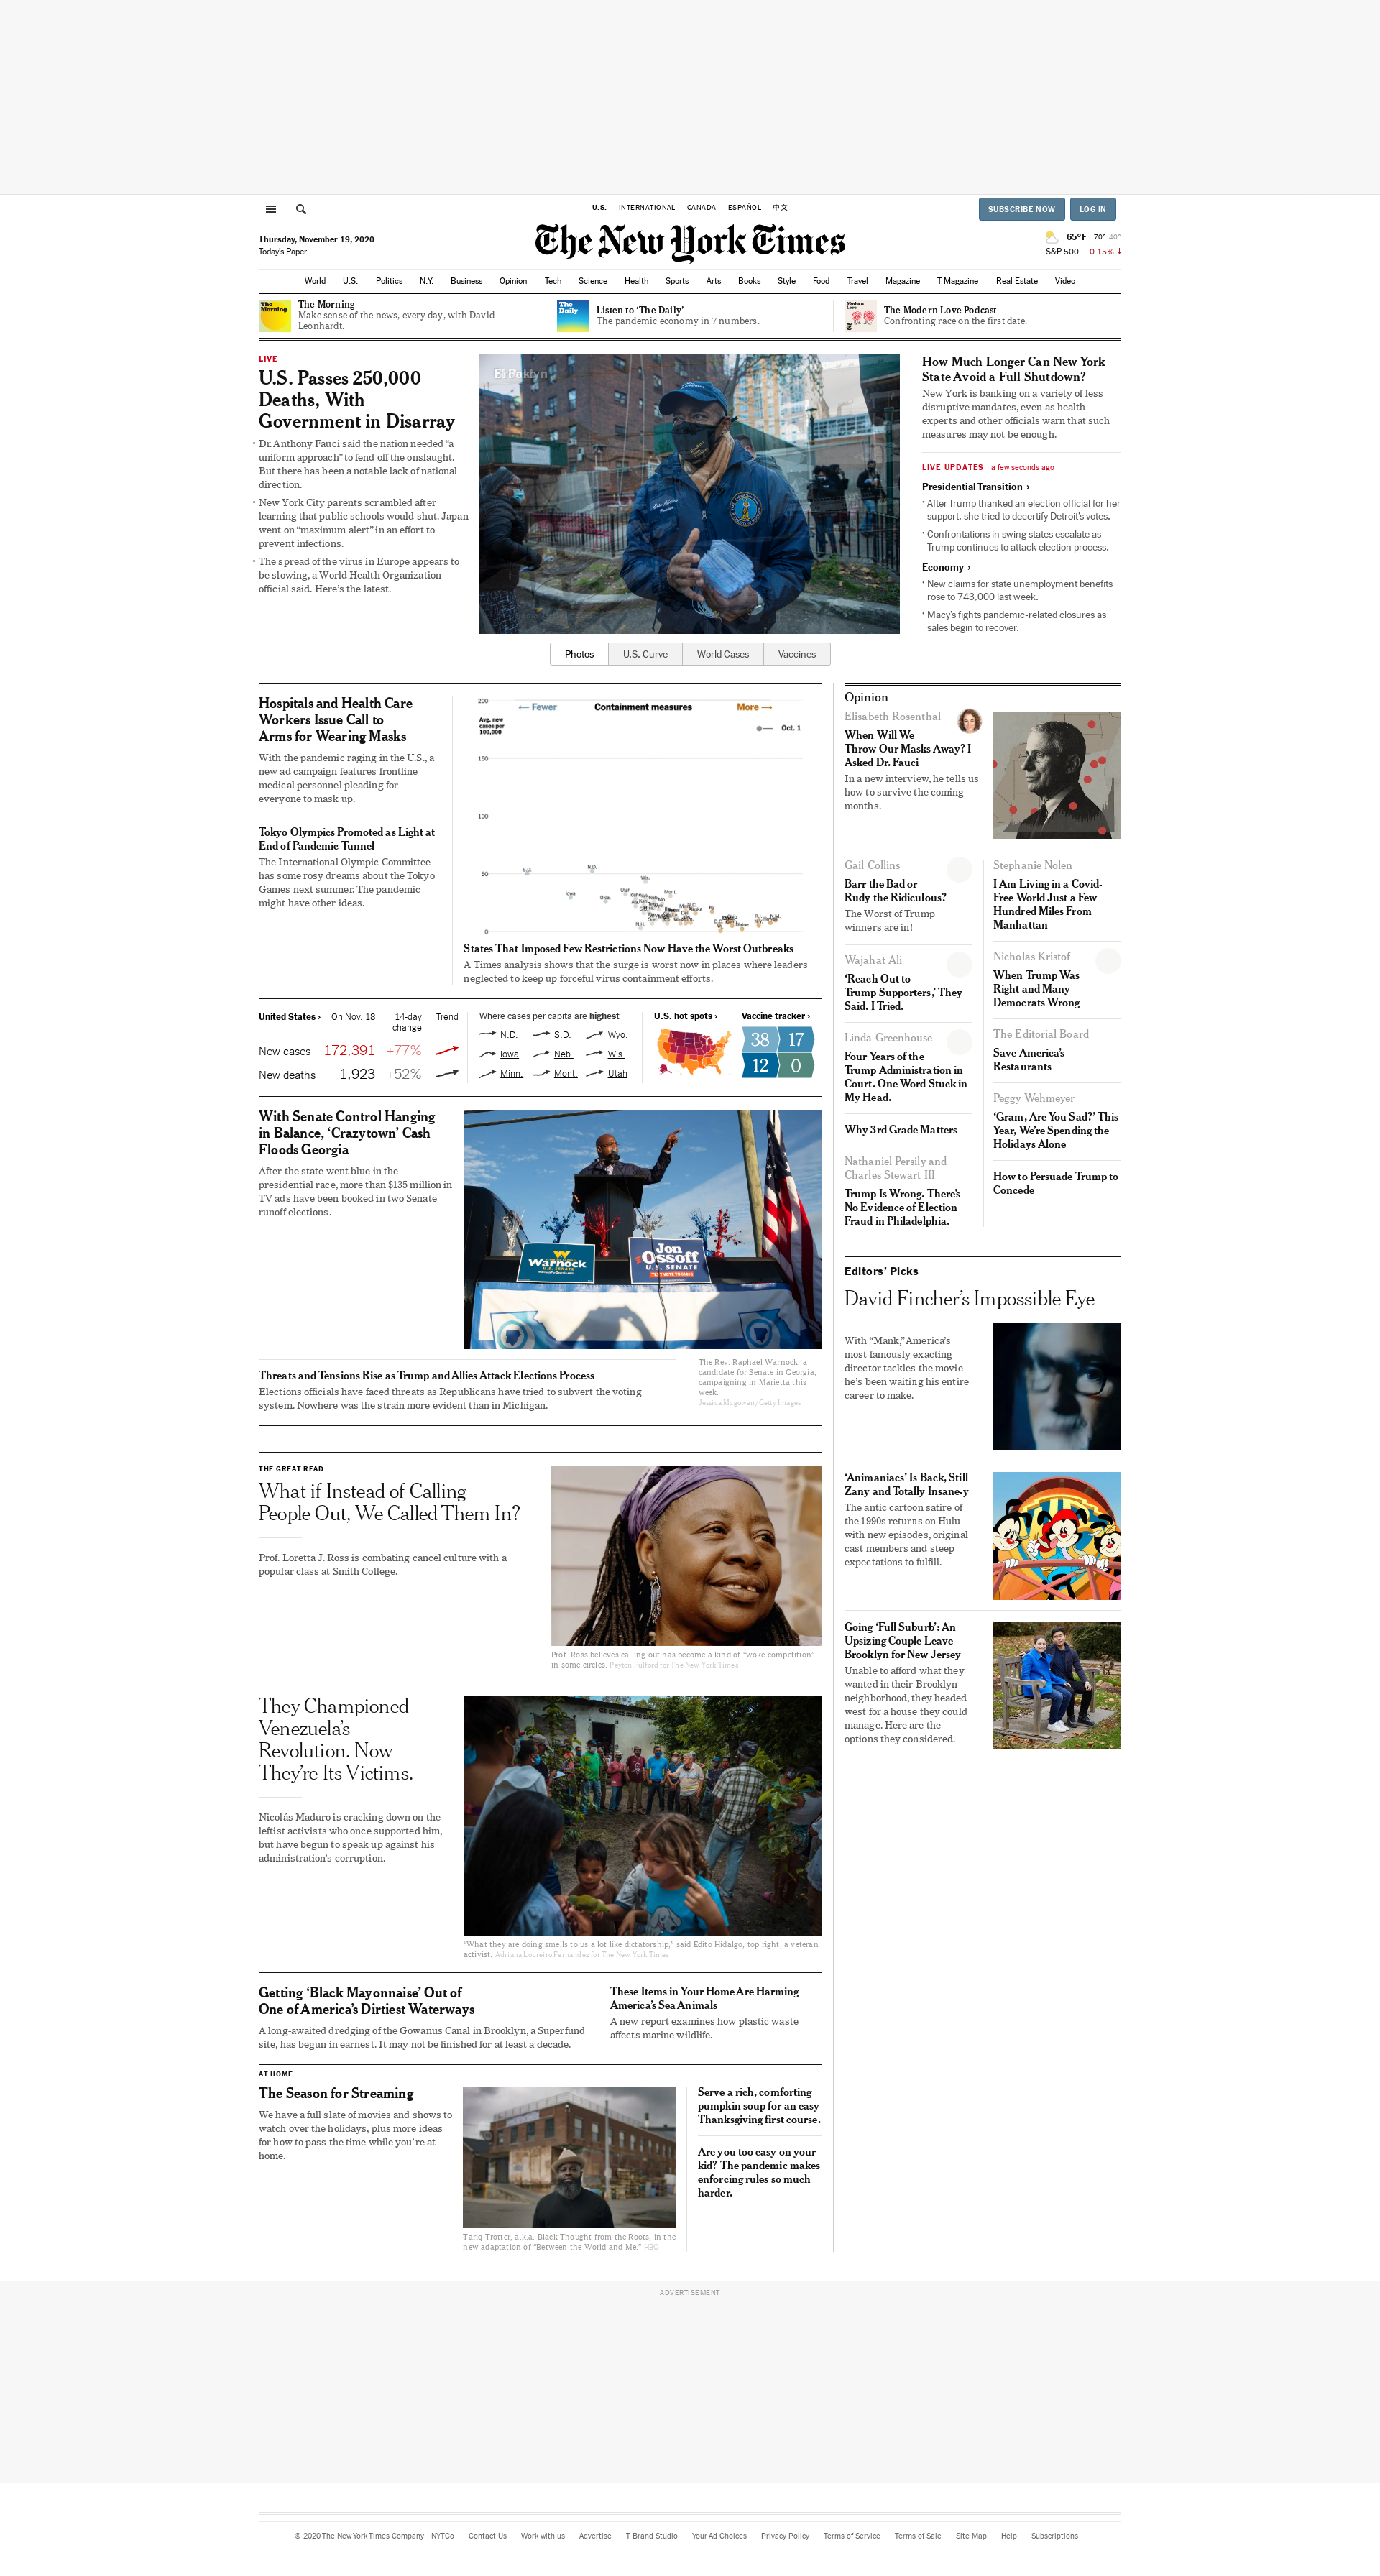 U.S. INTERNATIONAL CANADA ESPAÑOL 中文
SUBSCRIBE NOW LOG IN
Thursday, November 19, 2020
Today's Paper
The New York Times
65°F 70° 40°
S&P 500 -0.15% ↓
World U.S. Politics N.Y. Business Opinion Tech Science Health Sports Arts Books Style Food Travel Magazine T Magazine Real Estate Video
The Morning
The Morning
Make sense of the news, every day, with David
Leonhardt.
The Daily
Listen to ‘The Daily’
The pandemic economy in 7 numbers.
Modern Love
The Modern Love Podcast
Confronting race on the first date.
LIVE
U.S. Passes 250,000
Deaths, With
Government in Disarray
• Dr. Anthony Fauci said the nation needed “a
uniform approach” to fend off the onslaught.
But there has been a notable lack of national
direction.
• New York City parents scrambled after
learning that public schools would shut. Japan
went on “maximum alert” in an effort to
prevent infections.
• The spread of the virus in Europe appears to
be slowing, a World Health Organization
official said. Here’s the latest.
Photos U.S. Curve World Cases Vaccines
How Much Longer Can New York
State Avoid a Full Shutdown?
New York is banking on a variety of less
disruptive mandates, even as health
experts and other officials warn that such
measures may not be enough.
LIVE UPDATES a few seconds ago
Presidential Transition ›
• After Trump thanked an election official for her
support, she tried to decertify Detroit’s votes.
• Confrontations in swing states escalate as
Trump continues to attack election process.
Economy ›
• New claims for state unemployment benefits
rose to 743,000 last week.
• Macy’s fights pandemic-related closures as
sales begin to recover.
Hospitals and Health Care
Workers Issue Call to
Arms for Wearing Masks
With the pandemic raging in the U.S., a
new ad campaign features frontline
medical personnel pleading for
everyone to mask up.
Tokyo Olympics Promoted as Light at
End of Pandemic Tunnel
The International Olympic Committee
has some rosy dreams about the Tokyo
Games next summer. The pandemic
might have other ideas.
200
← Fewer Containment measures More →
Avg. new
cases per
100,000
Oct. 1
150
100
50
S.D.
N.D.
Wis.
Iowa
Okla.
Utah
Mont.
N.H.
Maine
0
States That Imposed Few Restrictions Now Have the Worst Outbreaks
A Times analysis shows that the surge is worst now in places where leaders
neglected to keep up forceful virus containment efforts.
United States › On Nov. 18 14-day
change Trend
New cases 172,391 +77%
New deaths 1,923 +52%
Where cases per capita are highest
N.D. S.D. Wyo.
Iowa Neb. Wis.
Minn. Mont. Utah
U.S. hot spots ›
Vaccine tracker ›
38 17
12 0
With Senate Control Hanging
in Balance, ‘Crazytown’ Cash
Floods Georgia
After the state went blue in the
presidential race, more than $135 million in
TV ads have been booked in two Senate
runoff elections.
Warnock
Jon
Ossoff
U.S. SENATE
The Rev. Raphael Warnock, a
candidate for Senate in Georgia,
campaigning in Marietta this
week.
Jessica Mcgowan/Getty Images
Threats and Tensions Rise as Trump and Allies Attack Elections Process
Elections officials have faced threats as Republicans have tried to subvert the voting
system. Nowhere was the strain more evident than in Michigan.
THE GREAT READ
What if Instead of Calling
People Out, We Called Them In?
Prof. Loretta J. Ross is combating cancel culture with a
popular class at Smith College.
Prof. Ross believes calling out has become a kind of “woke competition”
in some circles. Peyton Fulford for The New York Times
They Championed
Venezuela’s
Revolution. Now
They’re Its Victims.
Nicolás Maduro is cracking down on the
leftist activists who once supported him,
but have begun to speak up against his
administration’s corruption.
“What they are doing smells to us a lot like dictatorship,” said Edito Hidalgo, top right, a veteran
activist. Adriana Loureiro Fernandez for The New York Times
Getting ‘Black Mayonnaise’ Out of
One of America’s Dirtiest Waterways
A long-awaited dredging of the Gowanus Canal in Brooklyn, a Superfund
site, has begun in earnest. It may not be finished for at least a decade.
These Items in Your Home Are Harming
America’s Sea Animals
A new report examines how plastic waste
affects marine wildlife.
AT HOME
The Season for Streaming
We have a full slate of movies and shows to
watch over the holidays, plus more ideas
for how to pass the time while you’re at
home.
Tariq Trotter, a.k.a. Black Thought from the Roots, in the
new adaptation of “Between the World and Me.” HBO
Serve a rich, comforting
pumpkin soup for an easy
Thanksgiving first course.
Are you too easy on your
kid? The pandemic makes
enforcing rules so much
harder.
Opinion
Elisabeth Rosenthal
When Will We
Throw Our Masks Away? I
Asked Dr. Fauci
In a new interview, he tells us
how to survive the coming
months.
Gail Collins
Barr the Bad or
Rudy the Ridiculous?
The Worst of Trump
winners are in!
Wajahat Ali
‘Reach Out to
Trump Supporters,’ They
Said. I Tried.
Linda Greenhouse
Four Years of the
Trump Administration in
Court. One Word Stuck in
My Head.
Why 3rd Grade Matters
Nathaniel Persily and
Charles Stewart III
Trump Is Wrong. There’s
No Evidence of Election
Fraud in Philadelphia.
Stephanie Nolen
I Am Living in a Covid-
Free World Just a Few
Hundred Miles From
Manhattan
Nicholas Kristof
When Trump Was
Right and Many
Democrats Wrong
The Editorial Board
Save America’s
Restaurants
Peggy Wehmeyer
‘Gram, Are You Sad?’ This
Year, We’re Spending the
Holidays Alone
How to Persuade Trump to
Concede
Editors’ Picks
David Fincher’s Impossible Eye
With “Mank,” America’s
most famously exacting
director tackles the movie
he’s been waiting his entire
career to make.
‘Animaniacs’ Is Back, Still
Zany and Totally Insane-y
The antic cartoon satire of
the 1990s returns on Hulu
with new episodes, original
cast members and steep
expectations to fulfill.
Going ‘Full Suburb’: An
Upsizing Couple Leave
Brooklyn for New Jersey
Unable to afford what they
wanted in their Brooklyn
neighborhood, they headed
west for a house they could
manage. Here are the
options they considered.
ADVERTISEMENT
© 2020 The New York Times Company NYTCo Contact Us Work with us Advertise T Brand Studio Your Ad Choices Privacy Policy Terms of Service Terms of Sale Site Map Help Subscriptions